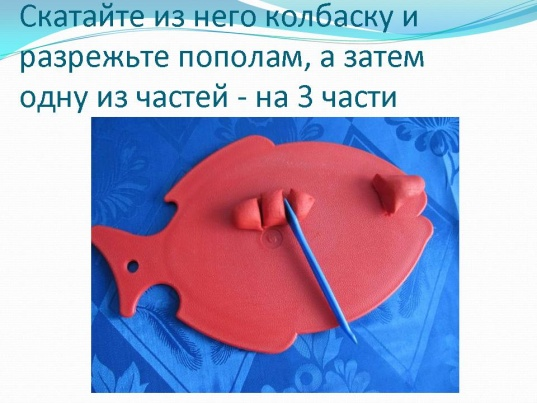 Скатайте из него колбаску и
разрежьте пополам, а затем
одну из частей - на 3 части